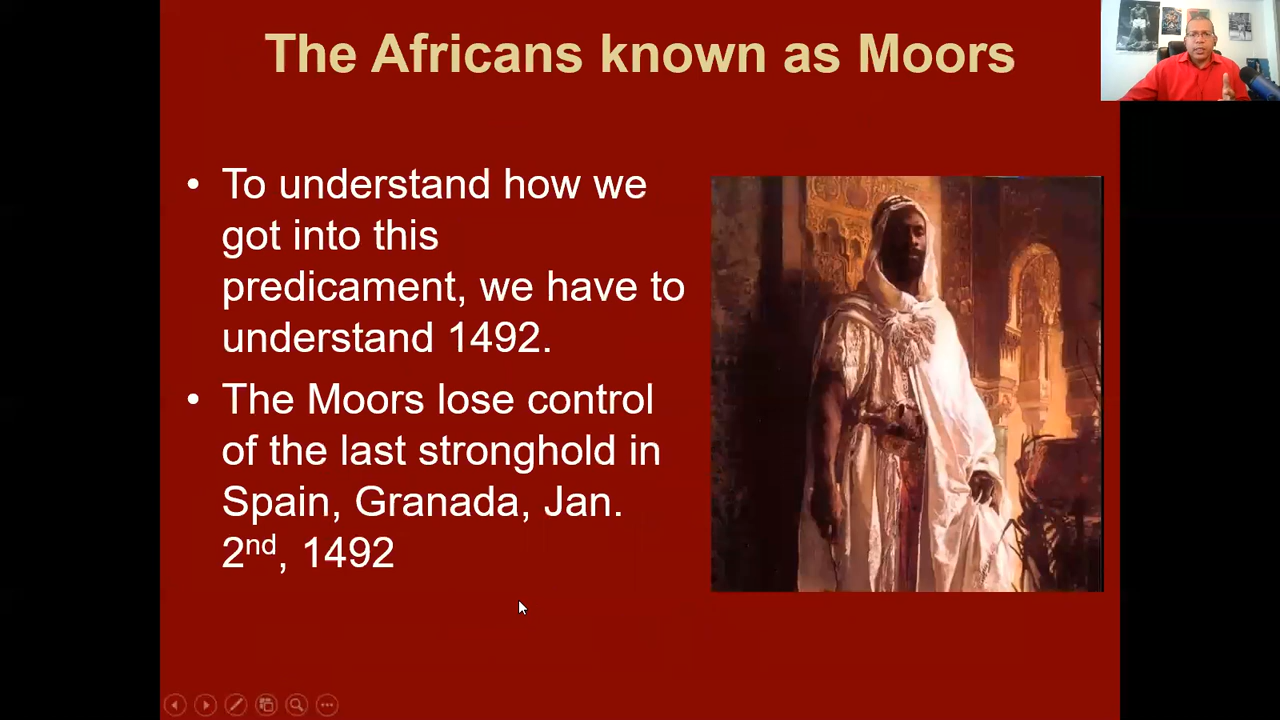 The Africans known as Moors
• To understand how we
got into this
predicament, we have to
understand 1492.
• The Moors lose control
of the last stronghold in
Spain, Granada, Jan.
2nd, 1492